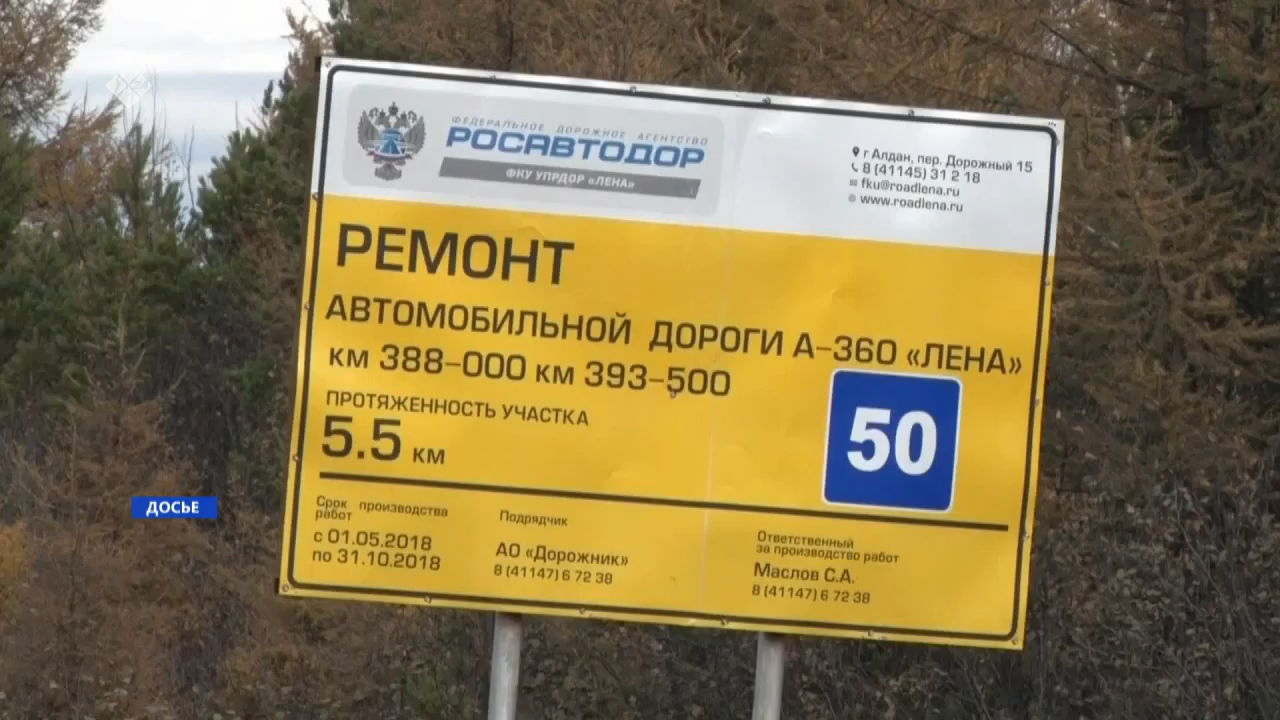 ФЕДЕРАЛЬНОЕ ДОРОЖНОЕ АГЕНТСТВО
РОСАВТОДОР
ФКУ УПРДОР «ЛЕНА»
г Алдан, пер. Дорожный 15
8 (41145) 31 2 18
fku@roadlena.ru
www.roadlena.ru
РЕМОНТ
АВТОМОБИЛЬНОЙ ДОРОГИ А-360 «ЛЕНА»
км 388-000 км 393-500
ПРОТЯЖЕННОСТЬ УЧАСТКА
5.5 км
50
Срок производства
работ
с 01.05.2018
по 31.10.2018
Подрядчик
АО «Дорожник»
8 (41147) 6 72 38
Ответственный
за производство работ
Маслов С.А.
8 (41147) 6 72 38
ДОСЬЕ